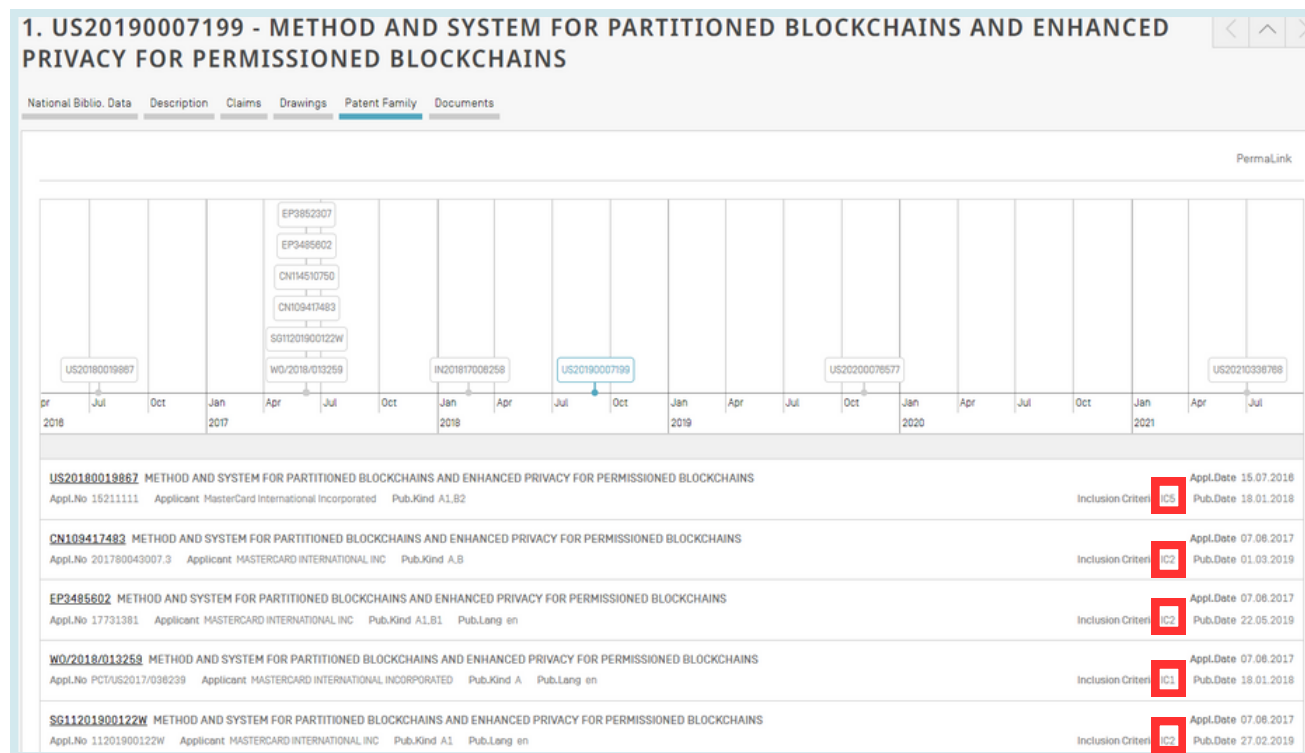 1. US20190007199 - METHOD AND SYSTEM FOR PARTITIONED BLOCKCHAINS AND ENHANCED
PRIVACY FOR PERMISSIONED BLOCKCHAINS
National Biblio. Data Description Claims Drawings Patent Family Documents
PermaLink
EP3852307
EP3485602
CN114510750
CN109417483
SG11201900122W
US20180019867 WO/2018/013259 IN201817006258 US20190007199 US20200076577 US20210336768
pr Jul Oct Jan Apr Jul Oct Jan Apr Jul Oct Jan Apr Jul Oct Jan Apr Jul Oct Jan Apr Jul
2016 2017 2018 2019 2020 2021
US20180019867 METHOD AND SYSTEM FOR PARTITIONED BLOCKCHAINS AND ENHANCED PRIVACY FOR PERMISSIONED BLOCKCHAINS Appl.Date 15.07.2016
Appl.No 15211111 Applicant MasterCard International Incorporated Pub.Kind A1,B2 Inclusion Criteri IC5 Pub.Date 18.01.2018
CN109417483 METHOD AND SYSTEM FOR PARTITIONED BLOCKCHAINS AND ENHANCED PRIVACY FOR PERMISSIONED BLOCKCHAINS Appl.Date 07.06.2017
Appl.No 201780043007.3 Applicant MASTERCARD INTERNATIONAL INC Pub.Kind A,B Inclusion Criteri IC2 Pub.Date 01.03.2019
EP3485602 METHOD AND SYSTEM FOR PARTITIONED BLOCKCHAINS AND ENHANCED PRIVACY FOR PERMISSIONED BLOCKCHAINS Appl.Date 07.06.2017
Appl.No 17731381 Applicant MASTERCARD INTERNATIONAL INC Pub.Kind A1,B1 Pub.Lang en Inclusion Criteri IC2 Pub.Date 22.05.2019
WO/2018/013259 METHOD AND SYSTEM FOR PARTITIONED BLOCKCHAINS AND ENHANCED PRIVACY FOR PERMISSIONED BLOCKCHAINS Appl.Date 07.06.2017
Appl.No PCT/US2017/036239 Applicant MASTERCARD INTERNATIONAL INCORPORATED Pub.Kind A Pub.Lang en Inclusion Criteri IC1 Pub.Date 18.01.2018
SG11201900122W METHOD AND SYSTEM FOR PARTITIONED BLOCKCHAINS AND ENHANCED PRIVACY FOR PERMISSIONED BLOCKCHAINS Appl.Date 07.06.2017
Appl.No 11201900122W Applicant MASTERCARD INTERNATIONAL INC Pub.Kind A1 Pub.Lang en Inclusion Criteri IC2 Pub.Date 27.02.2019